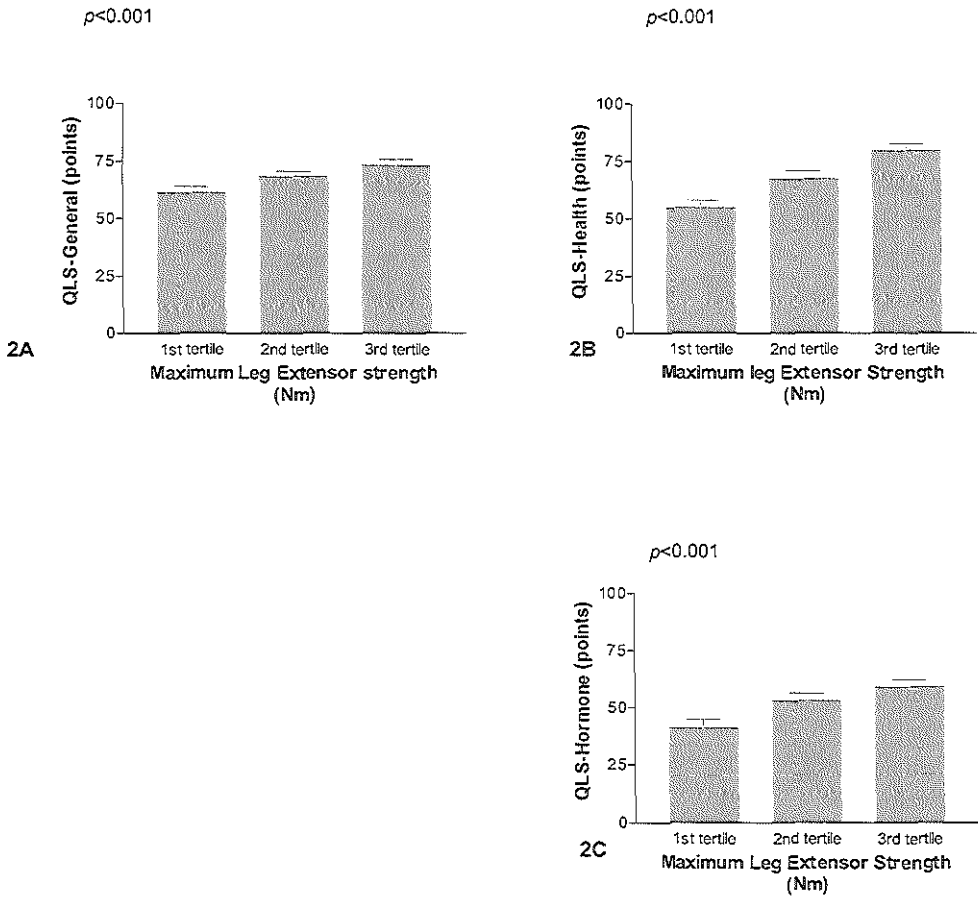 p<0.001
QLS-General (points)
100
75
50
25
0
1st tertile 2nd tertile 3rd tertile
Maximum Leg Extensor strength
(Nm)
2A
p<0.001
QLS-Health (points)
100
75
50
25
0
1st tertile 2nd tertile 3rd tertile
Maximum leg Extensor Strength
(Nm)
2B
p<0.001
QLS-Hormone (points)
100
75
50
25
0
1st tertile 2nd tertile 3rd tertile
Maximum Leg Extensor Strength
(Nm)
2C